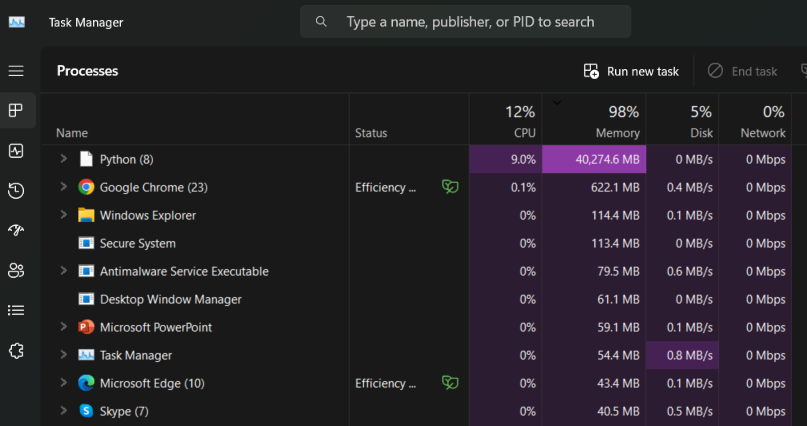 Task Manager
Type a name, publisher, or PID to search
Processes
Run new task
End task
12% 98% 5% 0%
Name Status CPU Memory Disk Network
Python (8) 9.0% 40,274.6 MB 0 MB/s 0 Mbps
Google Chrome (23) Efficiency ... 0.1% 622.1 MB 0.4 MB/s 0 Mbps
Windows Explorer 0% 114.4 MB 0.1 MB/s 0 Mbps
Secure System 0% 113.4 MB 0 MB/s 0 Mbps
Antimalware Service Executable 0% 79.5 MB 0.6 MB/s 0 Mbps
Desktop Window Manager 0% 61.1 MB 0 MB/s 0 Mbps
Microsoft PowerPoint 0% 59.1 MB 0.1 MB/s 0 Mbps
Task Manager 0% 54.4 MB 0.8 MB/s 0 Mbps
Microsoft Edge (10) Efficiency ... 0% 43.4 MB 0.1 MB/s 0 Mbps
Skype (7) 0% 40.5 MB 0.5 MB/s 0 Mbps